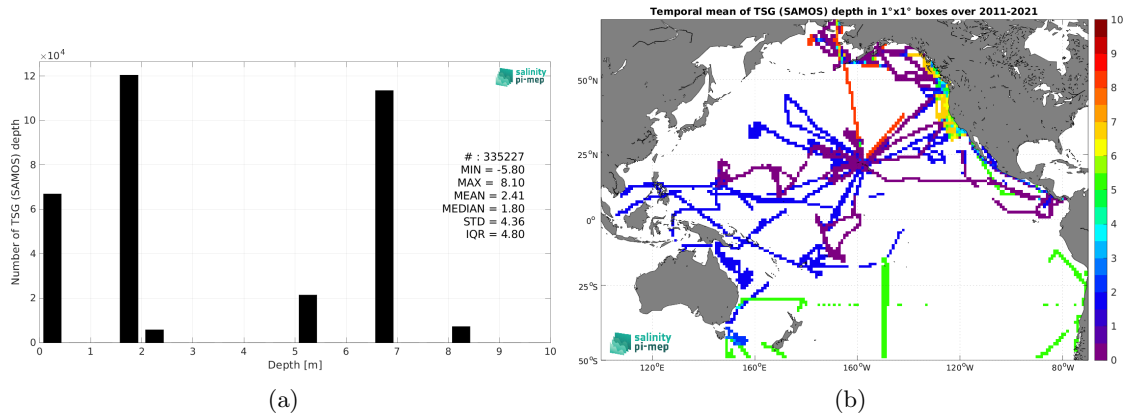 ×10⁴
12
10
8
6
4
2
0
Number of TSG (SAMOS) depth
0 1 2 3 4 5 6 7 8 9 10
Depth [m]
salinity
pi-mep
# : 335227
MIN = -5.80
MAX = 8.10
MEAN = 2.41
MEDIAN = 1.80
STD = 4.36
IQR = 4.80
(a)
Temporal mean of TSG (SAMOS) depth in 1°x1° boxes over 2011-2021
50°N
25°N
0°
25°S
50°S
120°E 160°E 160°W 120°W 80°W
salinity
pi-mep
10
9
8
7
6
5
4
3
2
1
0
(b)